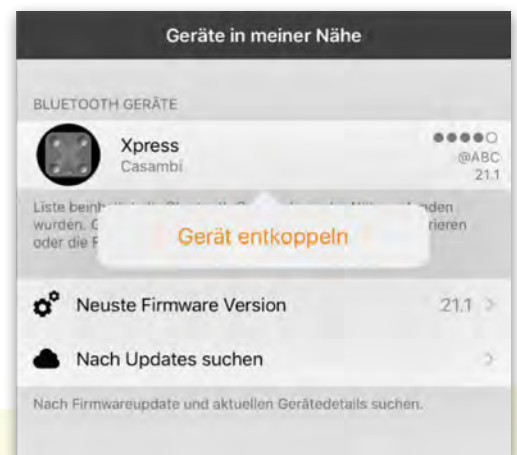 Geräte in meiner Nähe
BLUETOOTH GERÄTE
Xpress
Casambi
@ABC
21.1
Liste
wurden.
rieren
oder die
Gerät entkoppeln
Neuste Firmware Version 21.1
Nach Updates suchen
Nach Firmwareupdate und aktuellen Gerätedetails suchen.